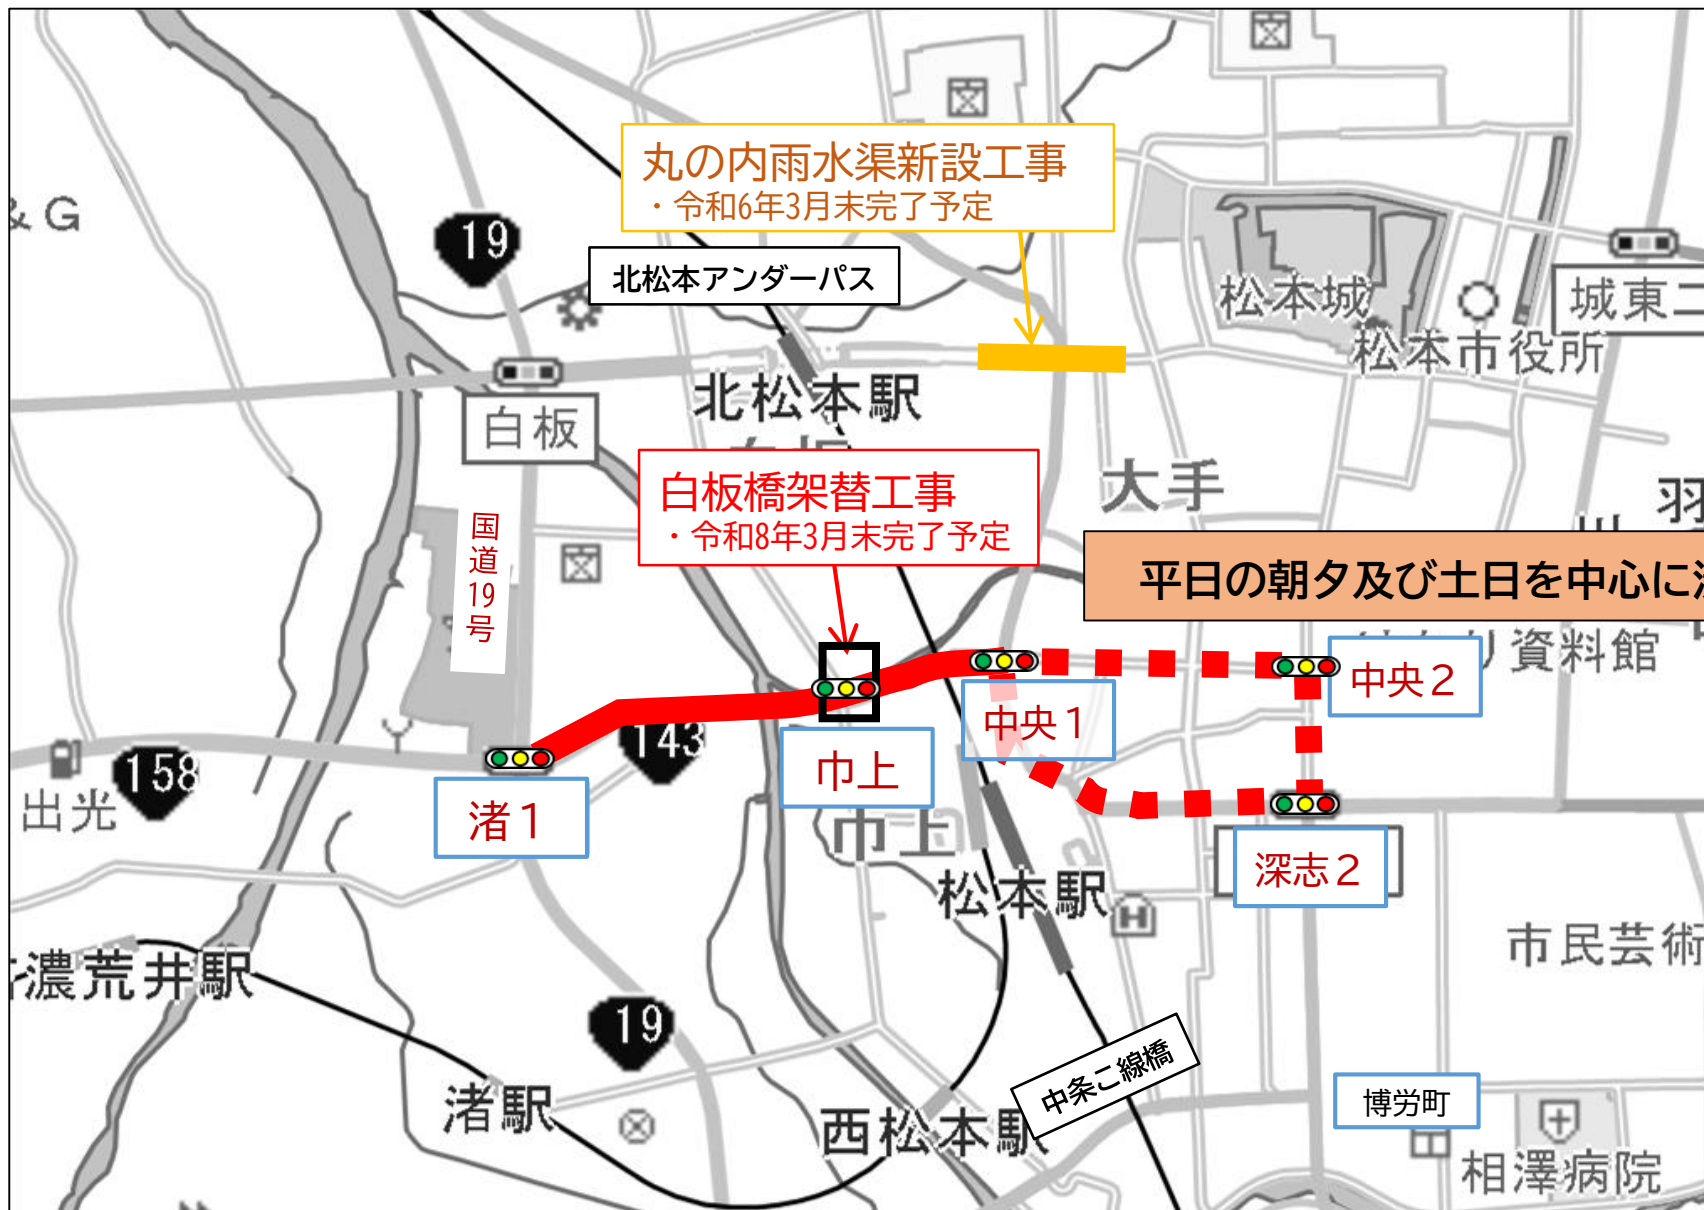 丸の内雨水渠新設工事
・令和6年3月末完了予定
& G
19
北松本アンダーパス
松本城
城東二
松本市役所
北松本駅
白板
白板橋架替工事
・令和8年3月末完了予定
大手
国道19号
平日の朝夕及び土日を中心に
資料館
中央2
中央1
143
158
巾上
渚1
出光
巾上
深志2
松本駅
H
市民芸術
濃荒井駅
19
中条こ線橋
渚駅
西松本駅
博労町
相澤病院